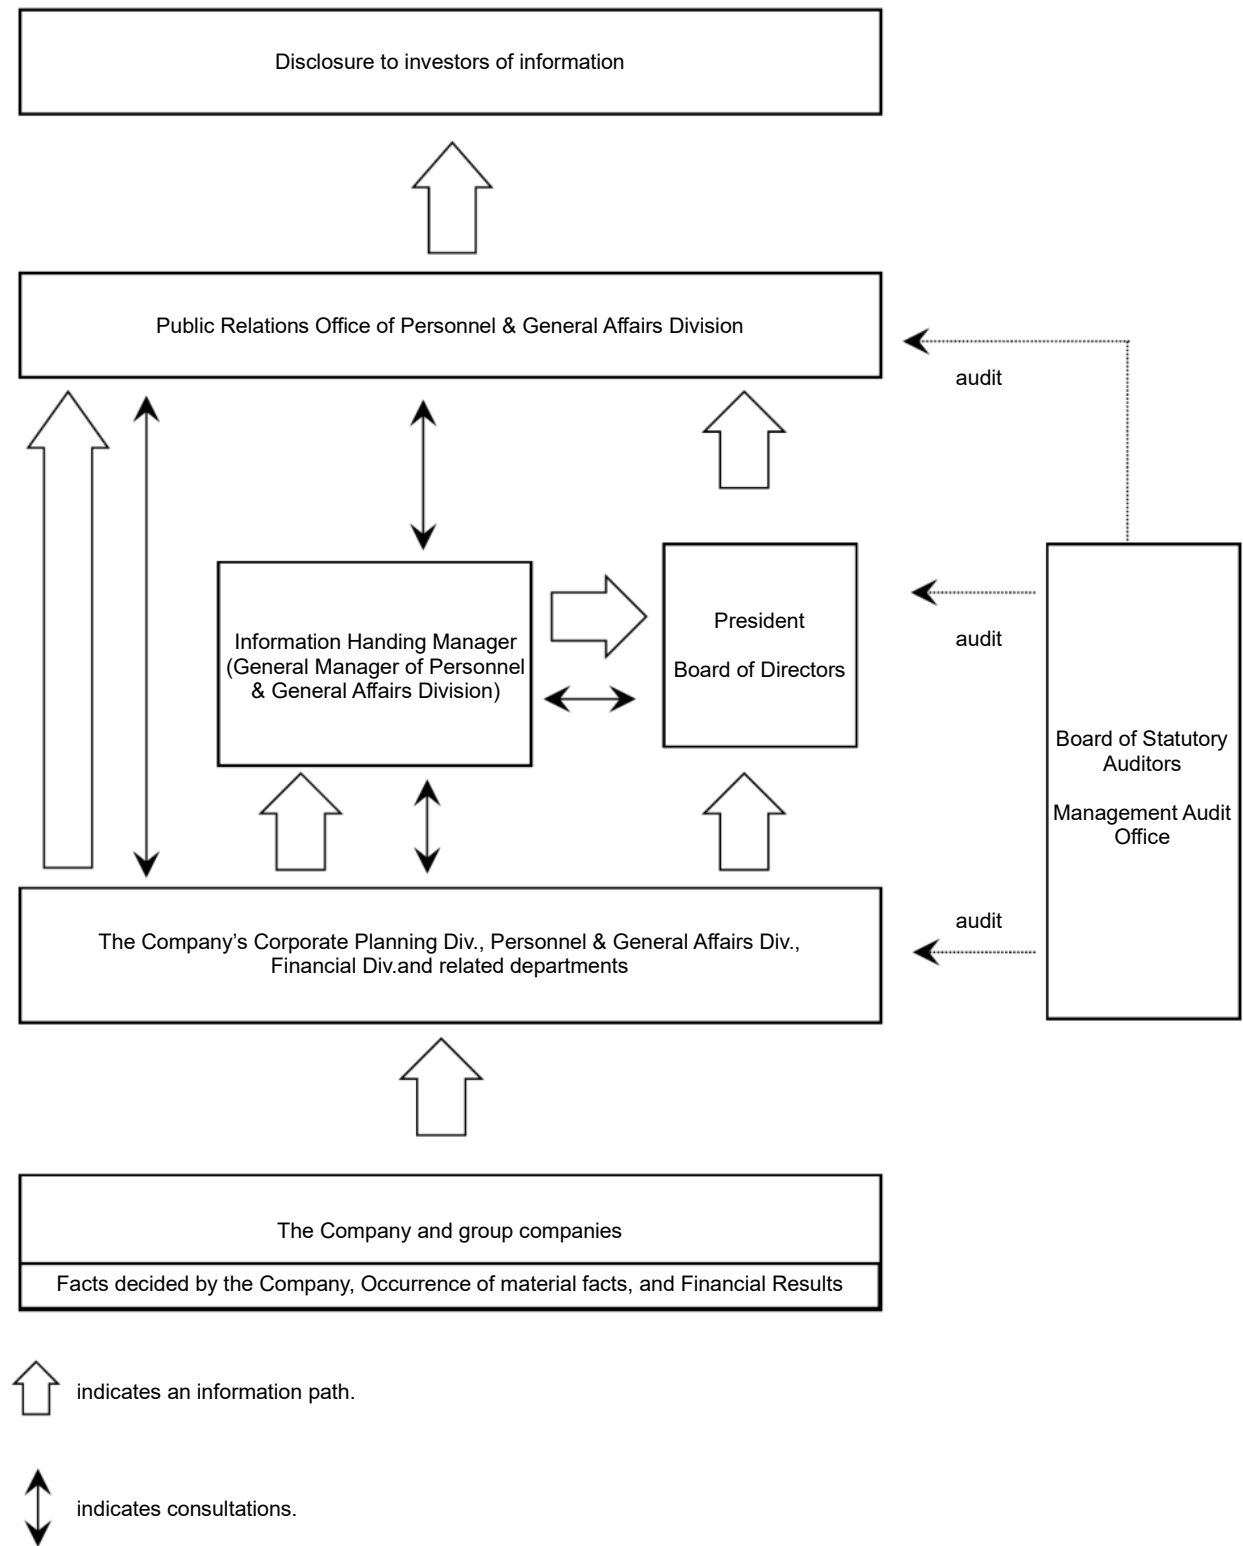 Disclosure to investors of information
Public Relations Office of Personnel & General Affairs Division
audit
Information Handing Manager
(General Manager of Personnel
& General Affairs Division)
President
Board of Directors
audit
Board of Statutory
Auditors
Management Audit
Office
The Company’s Corporate Planning Div., Personnel & General Affairs Div.,
Financial Div.and related departments
audit
The Company and group companies
Facts decided by the Company, Occurrence of material facts, and Financial Results
indicates an information path.
indicates consultations.